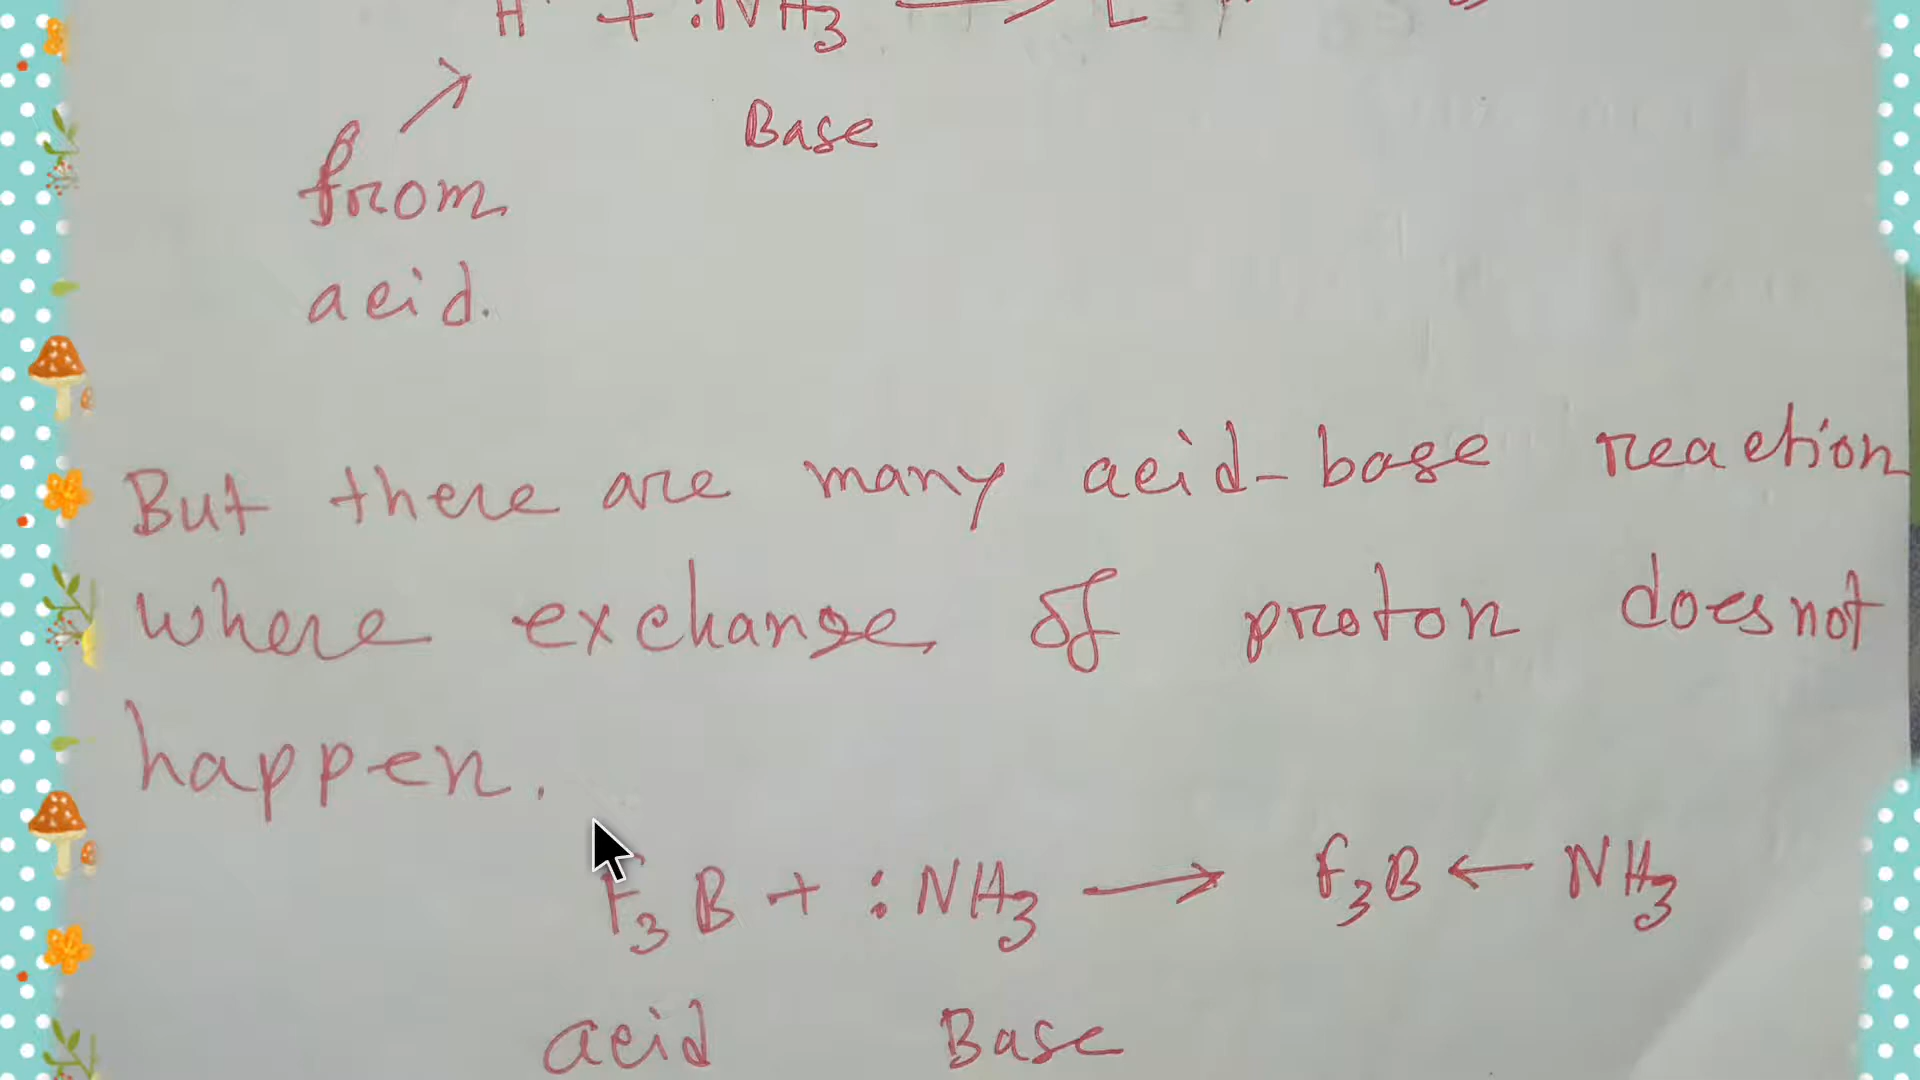 + :NH3 ⟶
Base
from
acid.
But there are many acid-base reaction
where exchange of proton does not
happen.
F3B + :NH3 ⟶ F3B ← NH3
acid Base